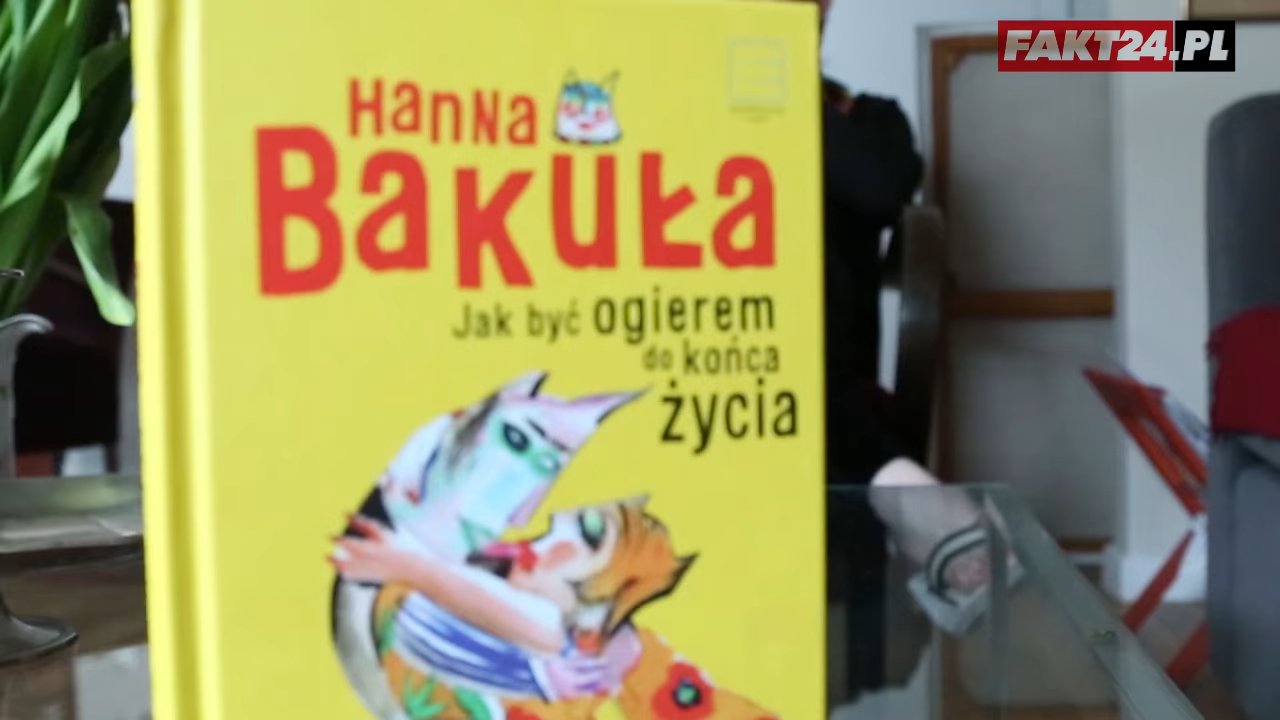 FAKT24.PL
Hanna
Bakuła
Jak być ogierem
do końca
życia